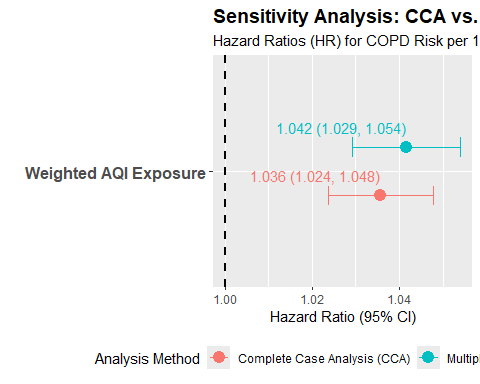 Sensitivity Analysis: CCA vs.
Hazard Ratios (HR) for COPD Risk per 1
1.042 (1.029, 1.054)
Weighted AQI Exposure
1.036 (1.024, 1.048)
1.00 1.02 1.04
Hazard Ratio (95% CI)
Analysis Method Complete Case Analysis (CCA) Multipl